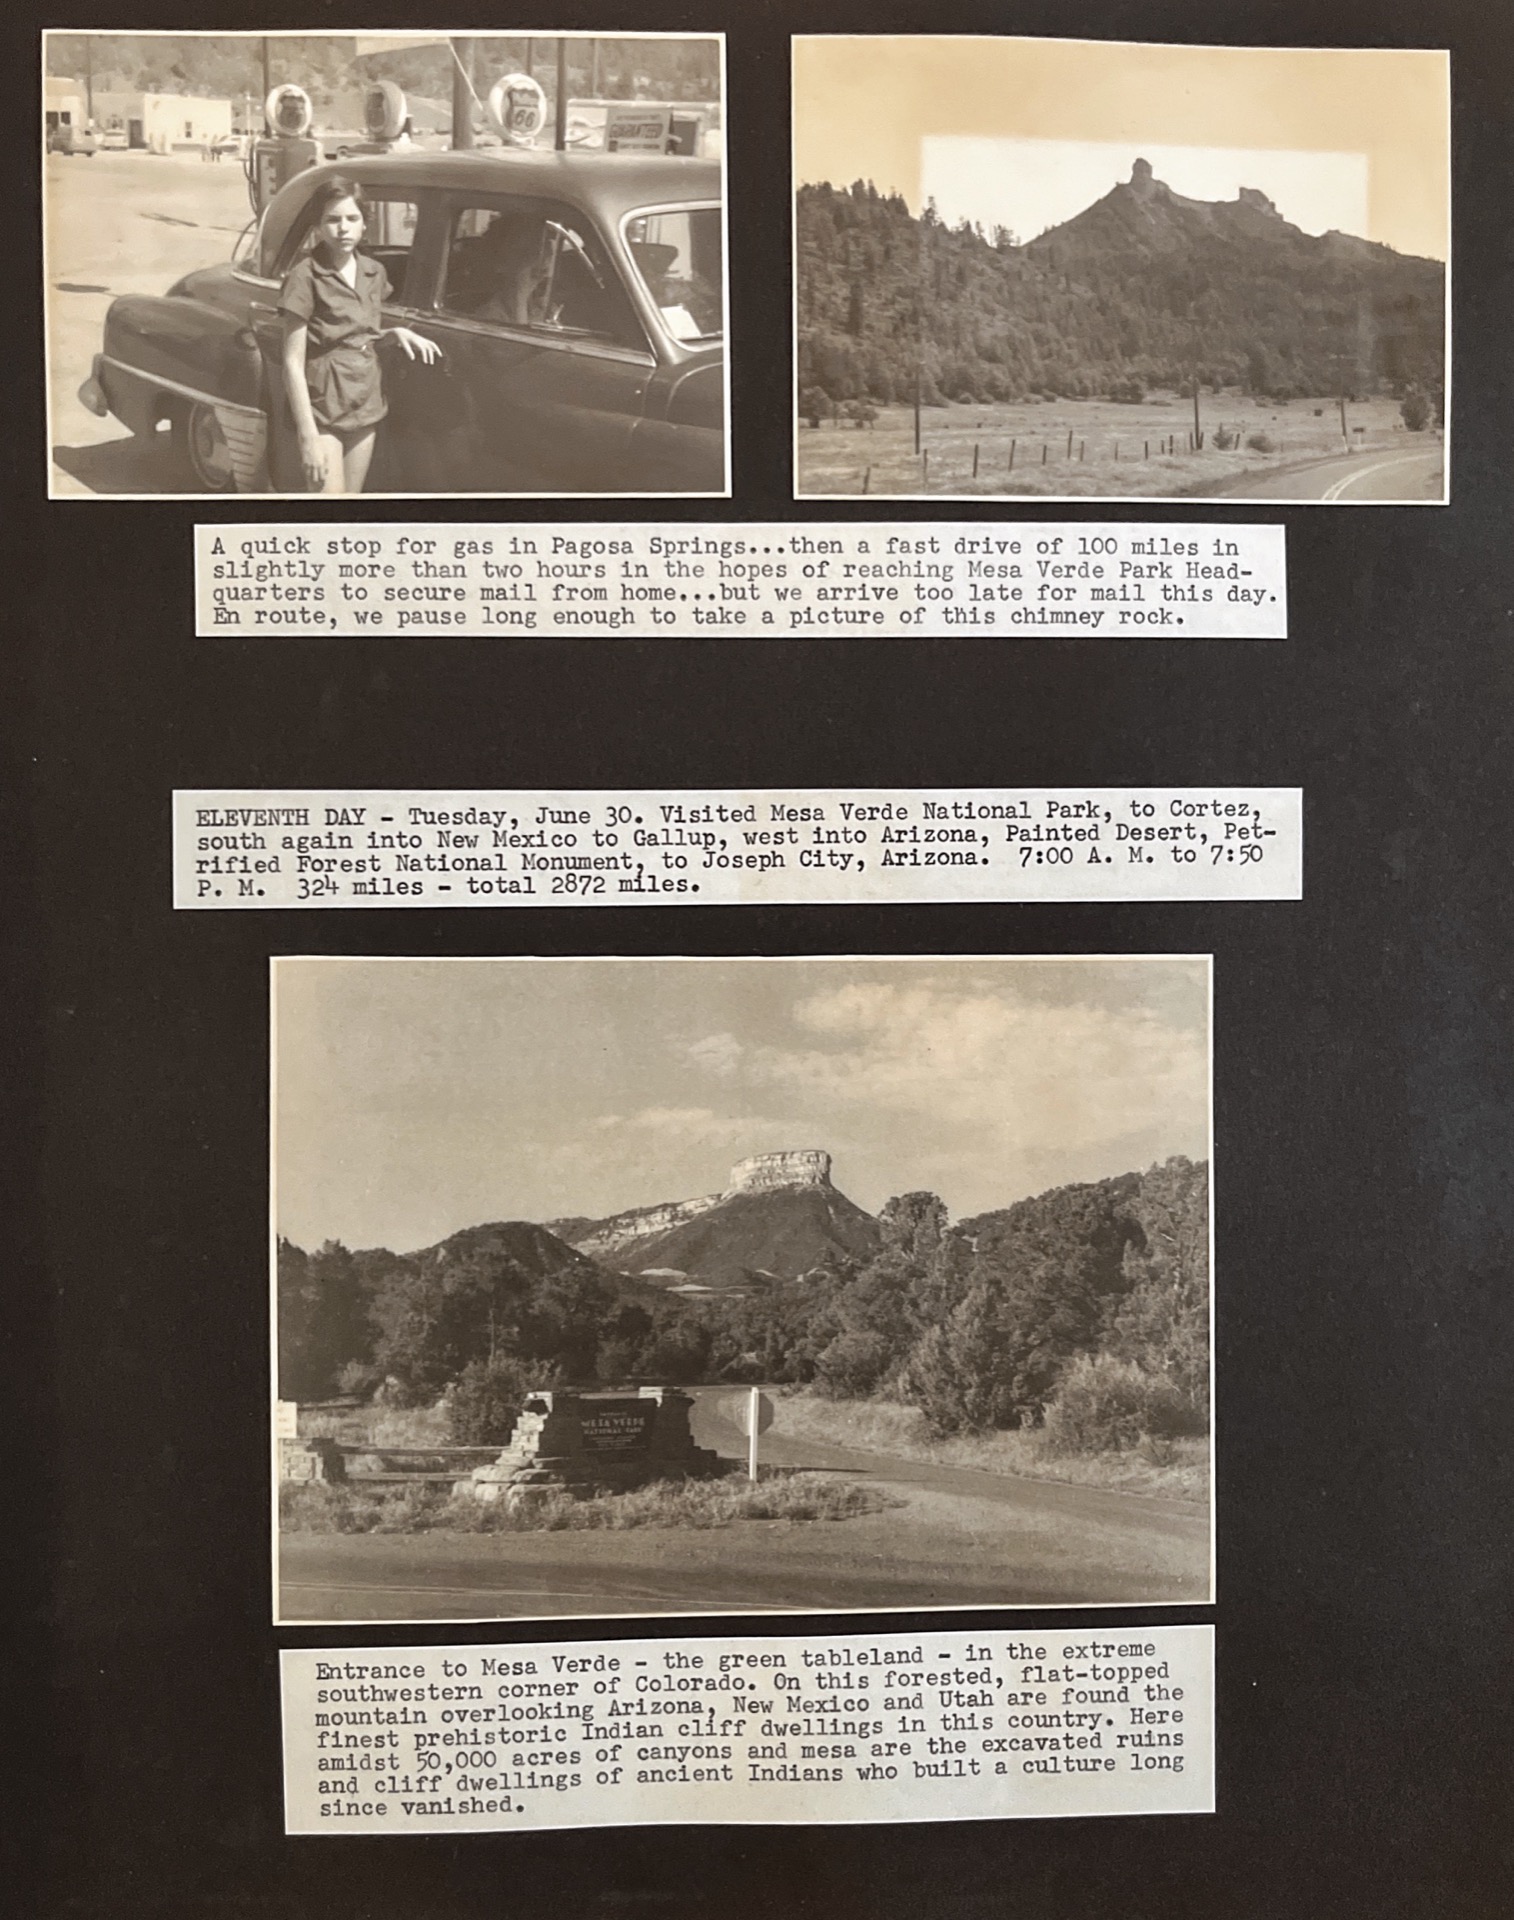 66
GUARANTEED
A quick stop for gas in Pagosa Springs...then a fast drive of 100 miles in
slightly more than two hours in the hopes of reaching Mesa Verde Park Head-
quarters to secure mail from home...but we arrive too late for mail this day.
En route, we pause long enough to take a picture of this chimney rock.
ELEVENTH DAY - Tuesday, June 30. Visited Mesa Verde National Park, to Cortez,
south again into New Mexico to Gallup, west into Arizona, Painted Desert, Pet-
rified Forest National Monument, to Joseph City, Arizona. 7:00 A. M. to 7:50
P. M. 324 miles - total 2872 miles.
MESA VERDE
NATIONAL PARK
Entrance to Mesa Verde - the green tableland - in the extreme
southwestern corner of Colorado. On this forested, flat-topped
mountain overlooking Arizona, New Mexico and Utah are found the
finest prehistoric Indian cliff dwellings in this country. Here
amidst 50,000 acres of canyons and mesa are the excavated ruins
and cliff dwellings of ancient Indians who built a culture long
since vanished.